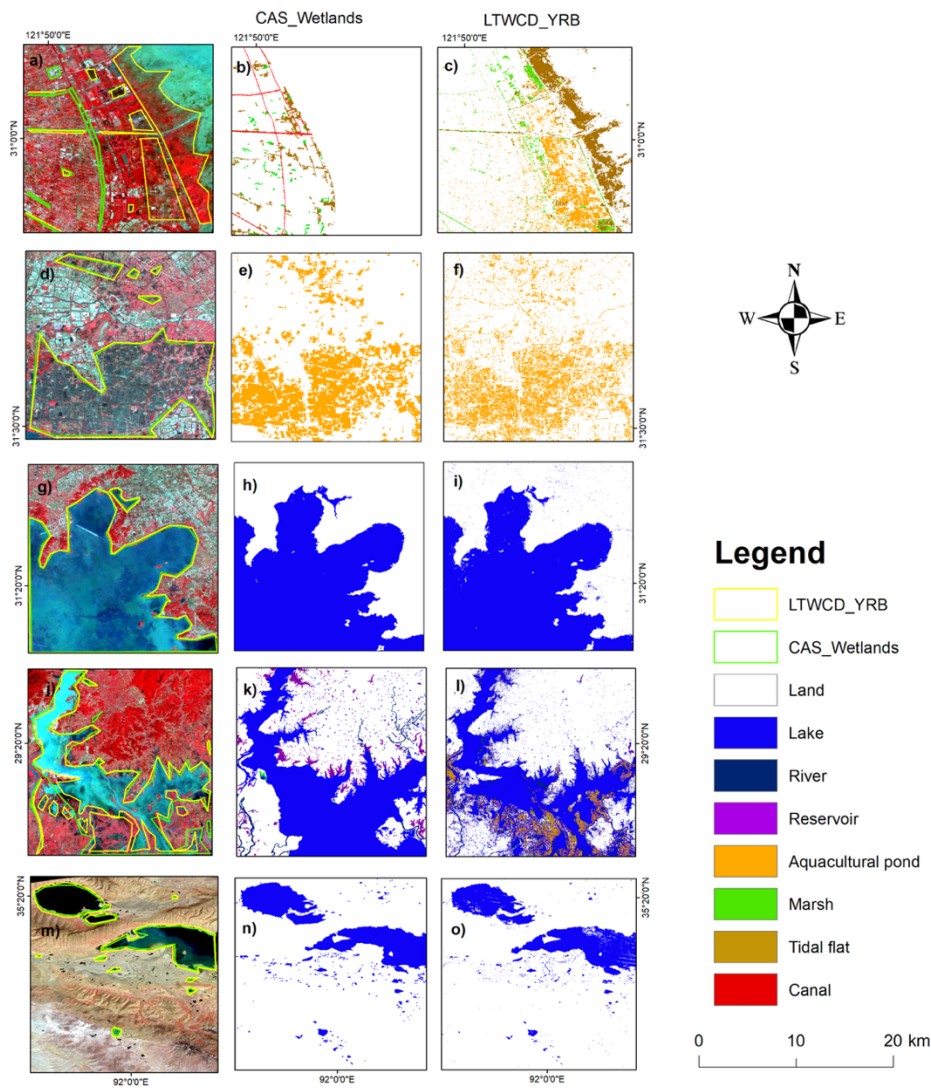 CAS_Wetlands
LTWCD_YRB
121°50'0"E
121°50'0"E
121°50'0"E
a)
b)
c)
31°0'0"N
31°0'0"N
d)
e)
f)
31°30'0"N
31°30'0"N
N
W
E
S
g)
h)
i)
31°20'0"N
31°20'0"N
j)
k)
l)
29°20'0"N
29°20'0"N
m)
n)
o)
35°20'0"N
35°20'0"N
92°0'0"E
92°0'0"E
92°0'0"E
Legend
LTWCD_YRB
CAS_Wetlands
Land
Lake
River
Reservoir
Aquacultural pond
Marsh
Tidal flat
Canal
0 10 20 km